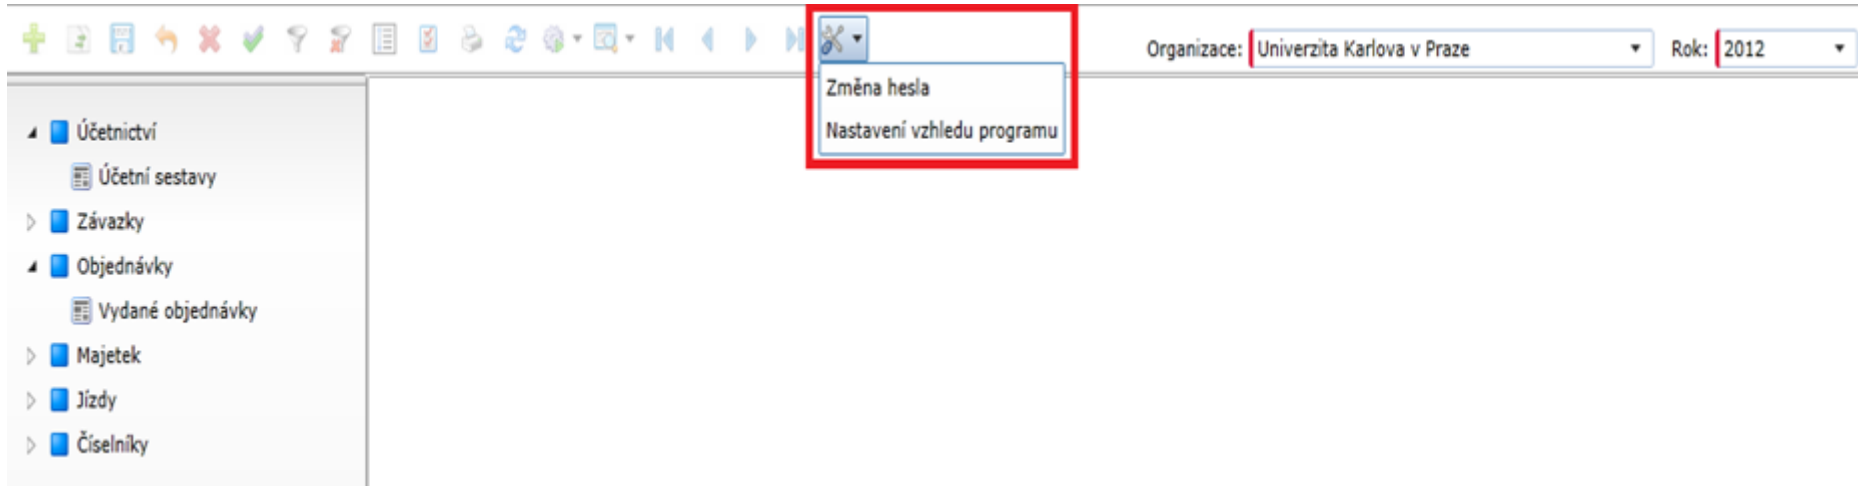 Organizace: Univerzita Karlova v Praze Rok: 2012
Změna hesla
Nastavení vzhledu programu
Účetnictví
Účetní sestavy
Závazky
Objednávky
Vydané objednávky
Majetek
Jízdy
Číselníky